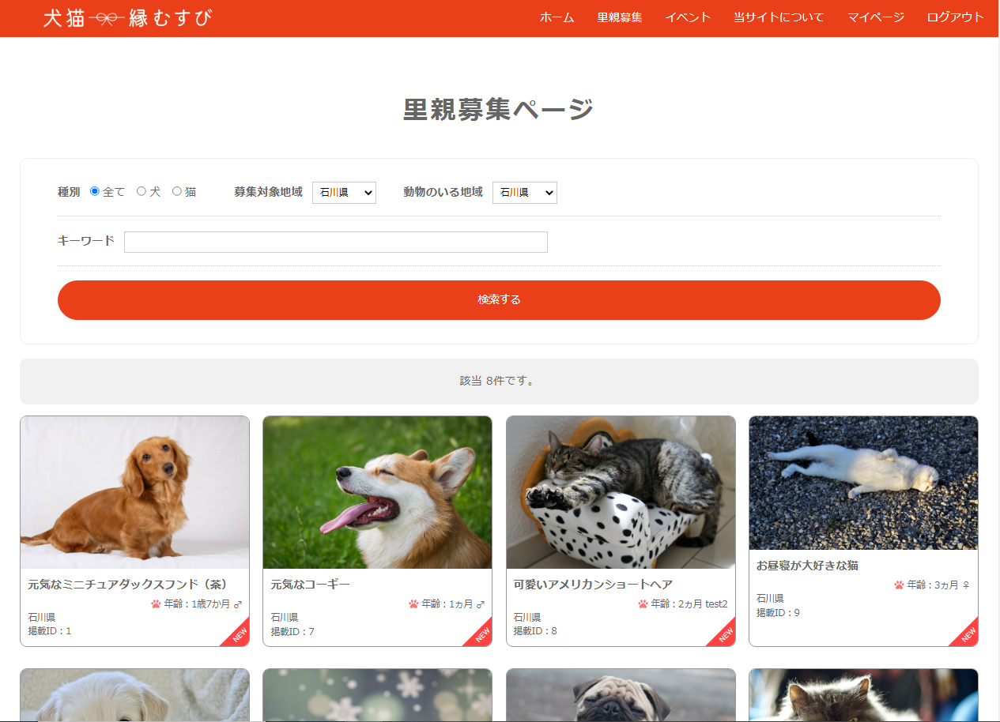 犬猫 縁むすび
ホーム 里親募集 イベント 当サイトについて マイページ ログアウト
里親募集ページ
種別 全て 犬 猫 募集対象地域 石川県 動物のいる地域 石川県
キーワード
検索する
該当 8件です。
元気なミニチュアダックスフンド（茶）
年齢 : 1歳7か月 ♂
石川県
掲載ID : 1
NEW
元気なコーギー
年齢 : 1ヵ月 ♂
石川県
掲載ID : 7
NEW
可愛いアメリカンショートヘア
年齢 : 2ヵ月 test2
石川県
掲載ID : 8
NEW
お昼寝が大好きな猫
年齢 : 3ヵ月 ♀
石川県
掲載ID : 9
NEW